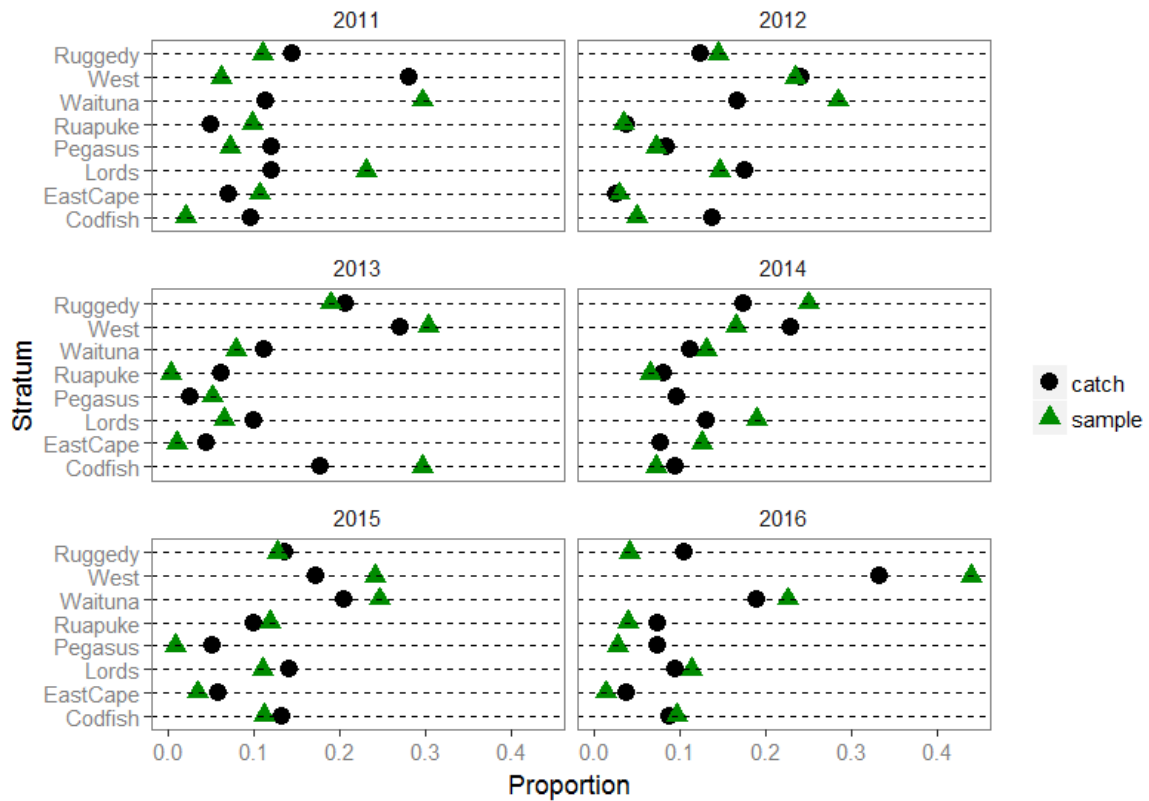 2011
2012
Ruggedy
West
Waituna
Ruapuke
Pegasus
Lords
EastCape
Codfish
2013
2014
Ruggedy
West
Waituna
Ruapuke
Pegasus
Lords
EastCape
Codfish
2015
2016
Ruggedy
West
Waituna
Ruapuke
Pegasus
Lords
EastCape
Codfish
0.0 0.1 0.2 0.3 0.4
0.0 0.1 0.2 0.3 0.4
Proportion
Stratum
catch
sample